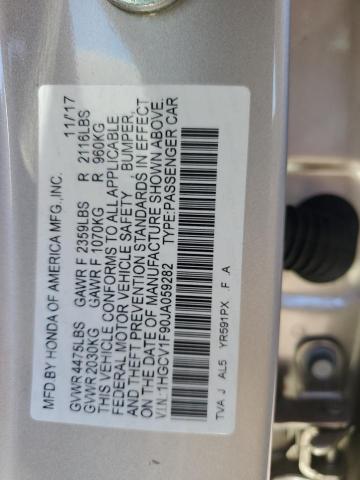 MFD BY HONDA OF AMERICA MFG.,INC. 11/17
GVWR 4475LBS GAWR F 2359LBS R 2116LBS
GVWR 2030KG GAWR F 1070KG R 960KG
THIS VEHICLE CONFORMS TO ALL APPLICABLE
FEDERAL MOTOR VEHICLE SAFETY, BUMPER,
AND THEFT PREVENTION STANDARDS IN EFFECT
ON THE DATE OF MANUFACTURE SHOWN ABOVE.
V.I.N. 1HGCV1F90JA059282 TYPE:PASSENGER CAR
TVA J AL5 YR591PX F A